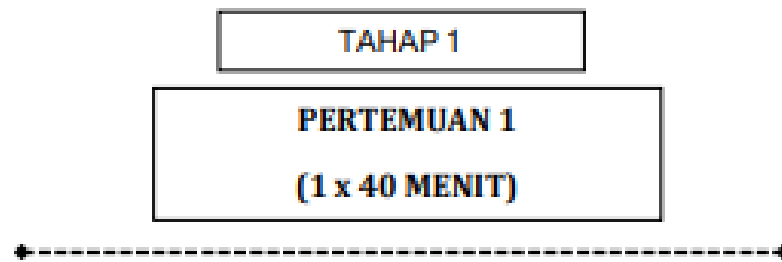 TAHAP 1
PERTEMUAN 1
(1 x 40 MENIT)